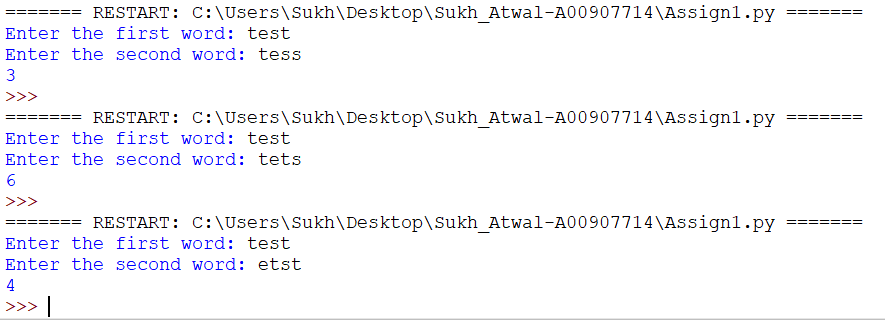 ======= RESTART: C:\Users\Sukh\Desktop\Sukh_Atwal-A00907714\Assign1.py =======
Enter the first word: test
Enter the second word: tess
3
>>>
======= RESTART: C:\Users\Sukh\Desktop\Sukh_Atwal-A00907714\Assign1.py =======
Enter the first word: test
Enter the second word: tets
6
>>>
======= RESTART: C:\Users\Sukh\Desktop\Sukh_Atwal-A00907714\Assign1.py =======
Enter the first word: test
Enter the second word: etst
4
>>>